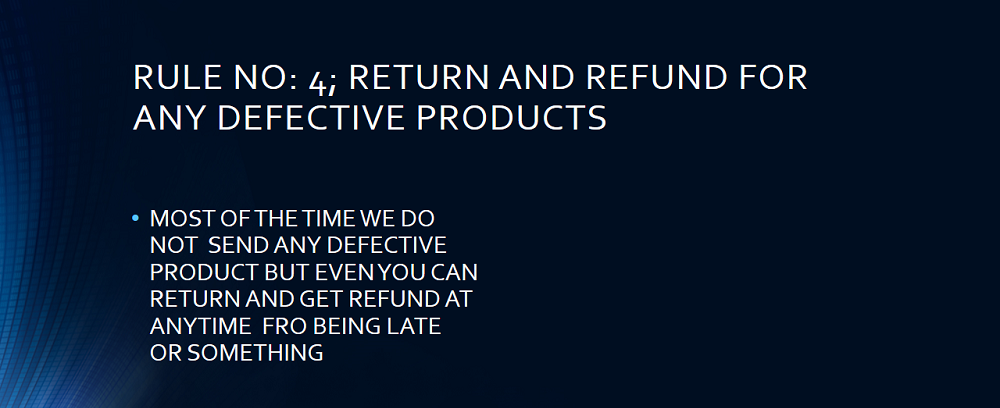 RULE NO: 4; RETURN AND REFUND FOR
ANY DEFECTIVE PRODUCTS
• MOST OF THE TIME WE DO
NOT  SEND ANY DEFECTIVE
PRODUCT BUT EVEN YOU CAN
RETURN AND GET REFUND AT
ANYTIME  FRO BEING LATE
OR SOMETHING